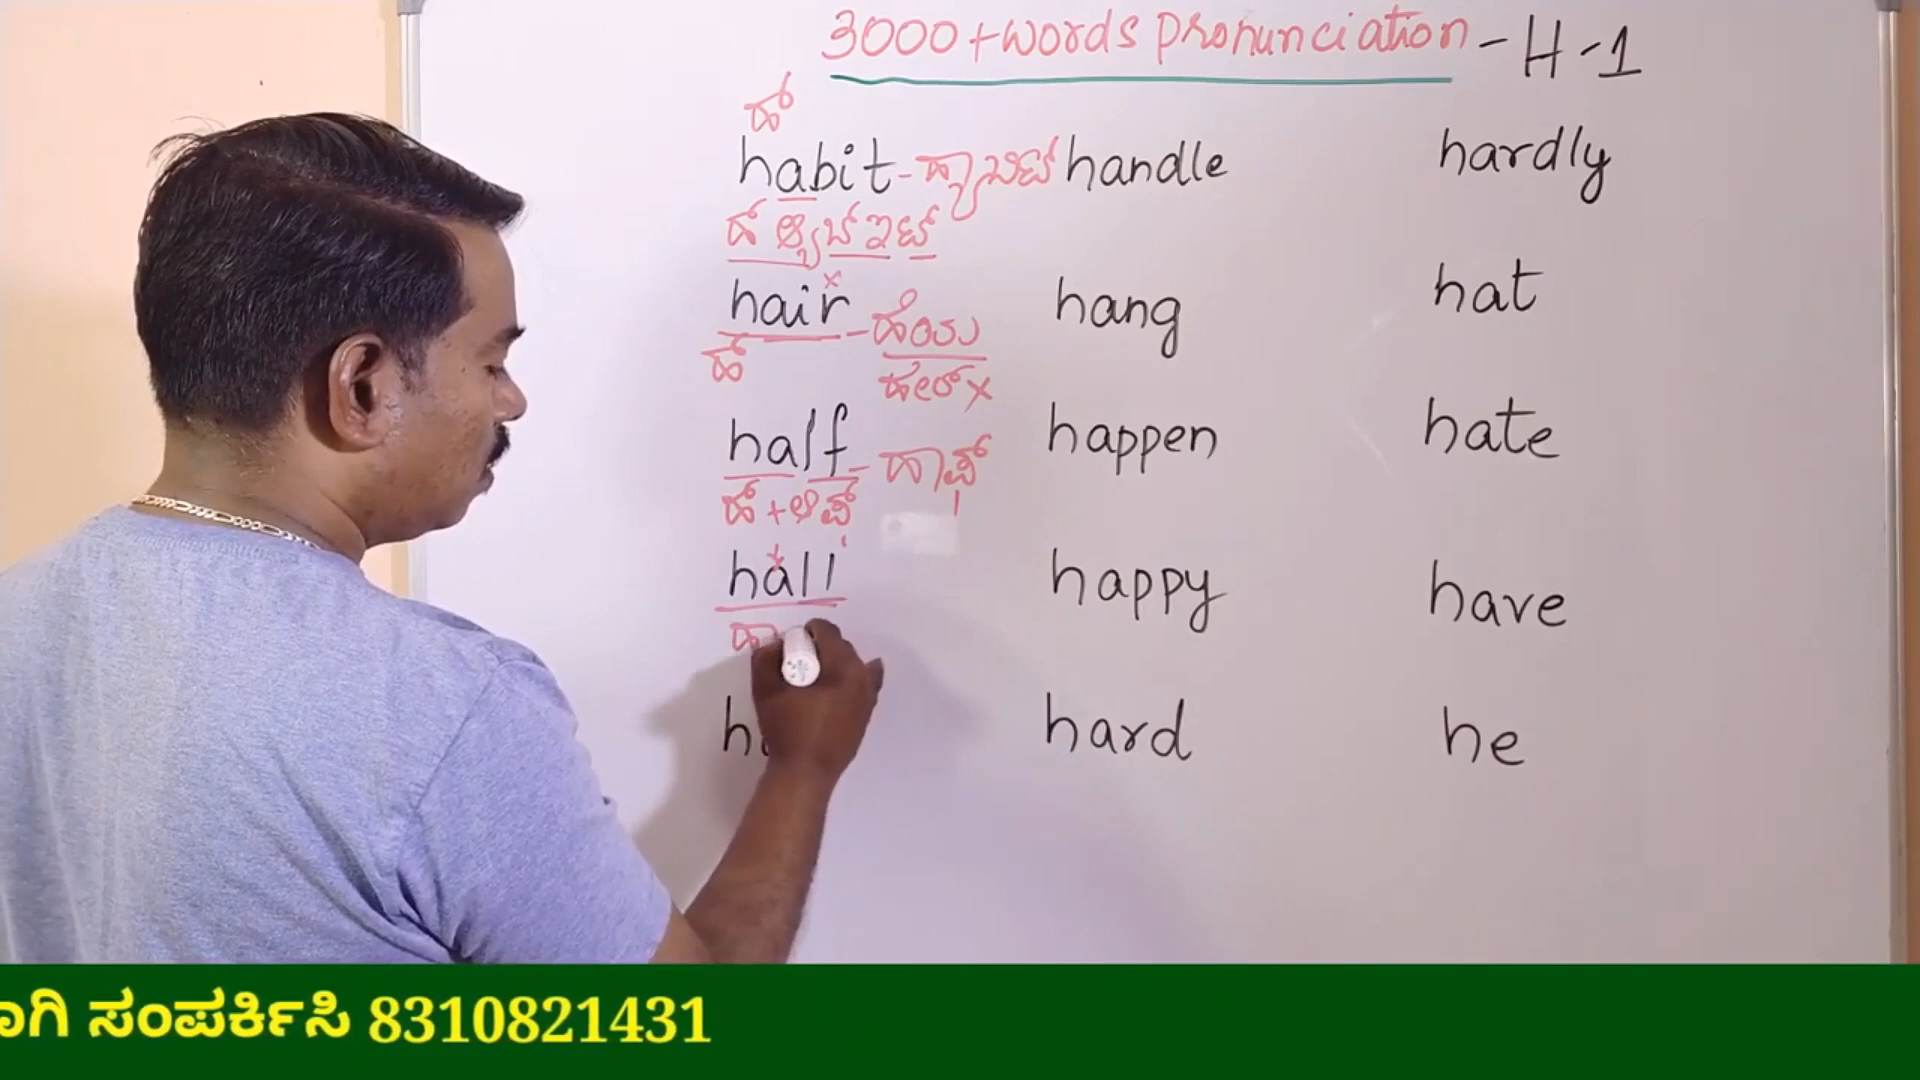 3000+words pronunciation - H-1
ಹ್
habit - ಹ್ಯಾಬಿಟ್ handle hardly
ಹ್ ಆ್ಯಬ್ ಇಟ್
hair - ಹೆಯ hang hat
ಹ್ ಹೇರ್ x
half - ಹಾಫ್ happen hate
ಹ್ + ಆಫ್
hall happy have
ಹಾ
hard he
ಾಗಿ ಸಂಪರ್ಕಿಸಿ 8310821431